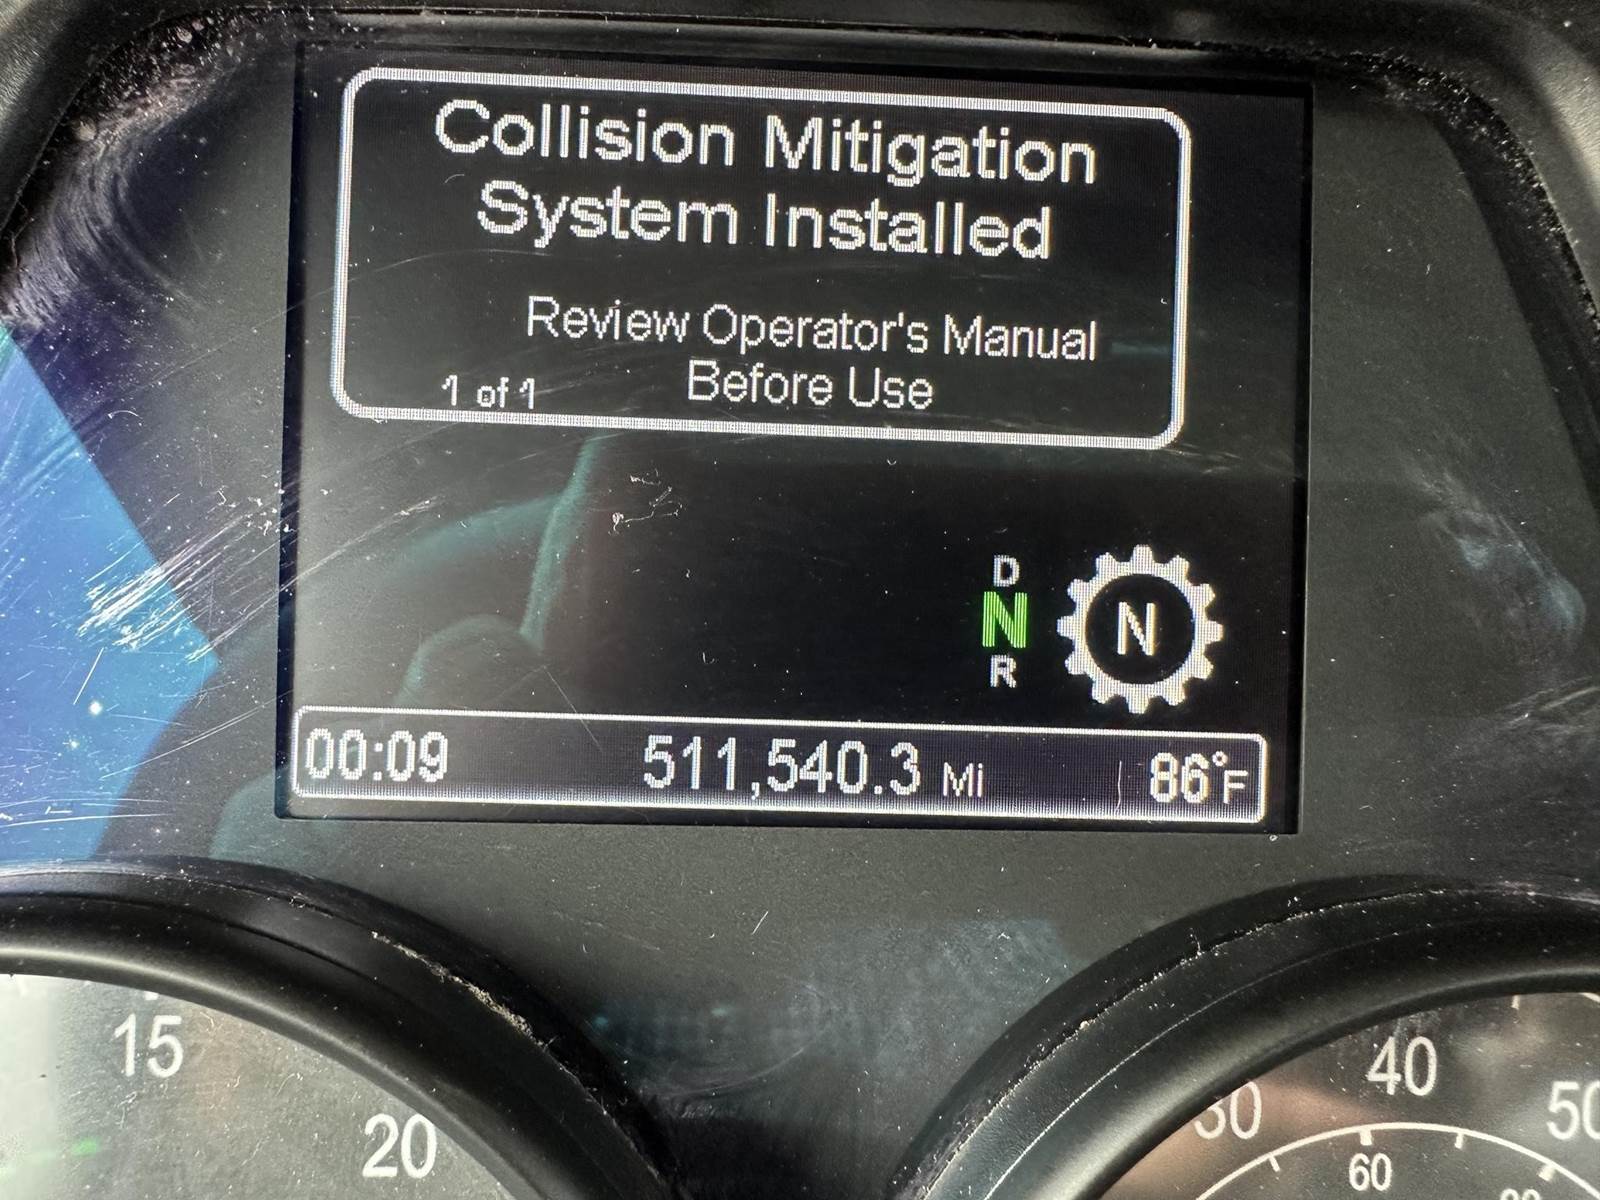 Collision Mitigation
System Installed
Review Operator's Manual
1 of 1 Before Use
D
N N
R
00:09 511,540.3 Mi 86°F
15
20
30 40 50
60